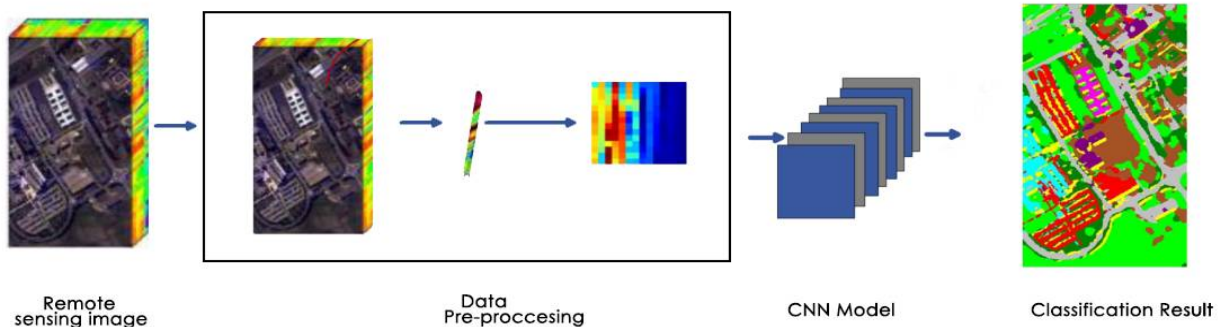 Remote
sensing image
Data
Pre-proccesing
CNN Model
Classification Result